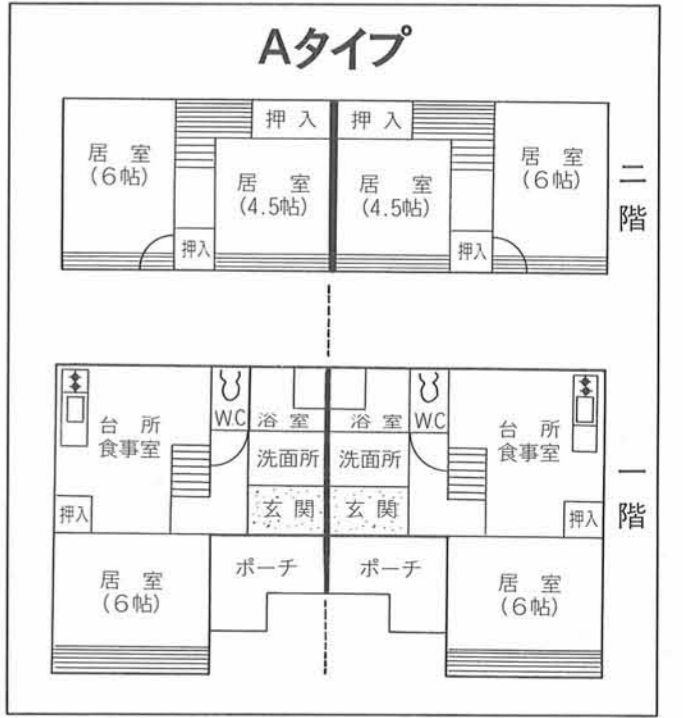 Aタイプ
押入
押入
居室
(6帖)
居室
(4.5帖)
居室
(4.5帖)
居室
(6帖)
押入
押入
二階
台所
食事室
W.C
浴室
浴室
W.C
台所
食事室
洗面所
洗面所
押入
玄関
玄関
押入
一階
居室
(6帖)
ポーチ
ポーチ
居室
(6帖)